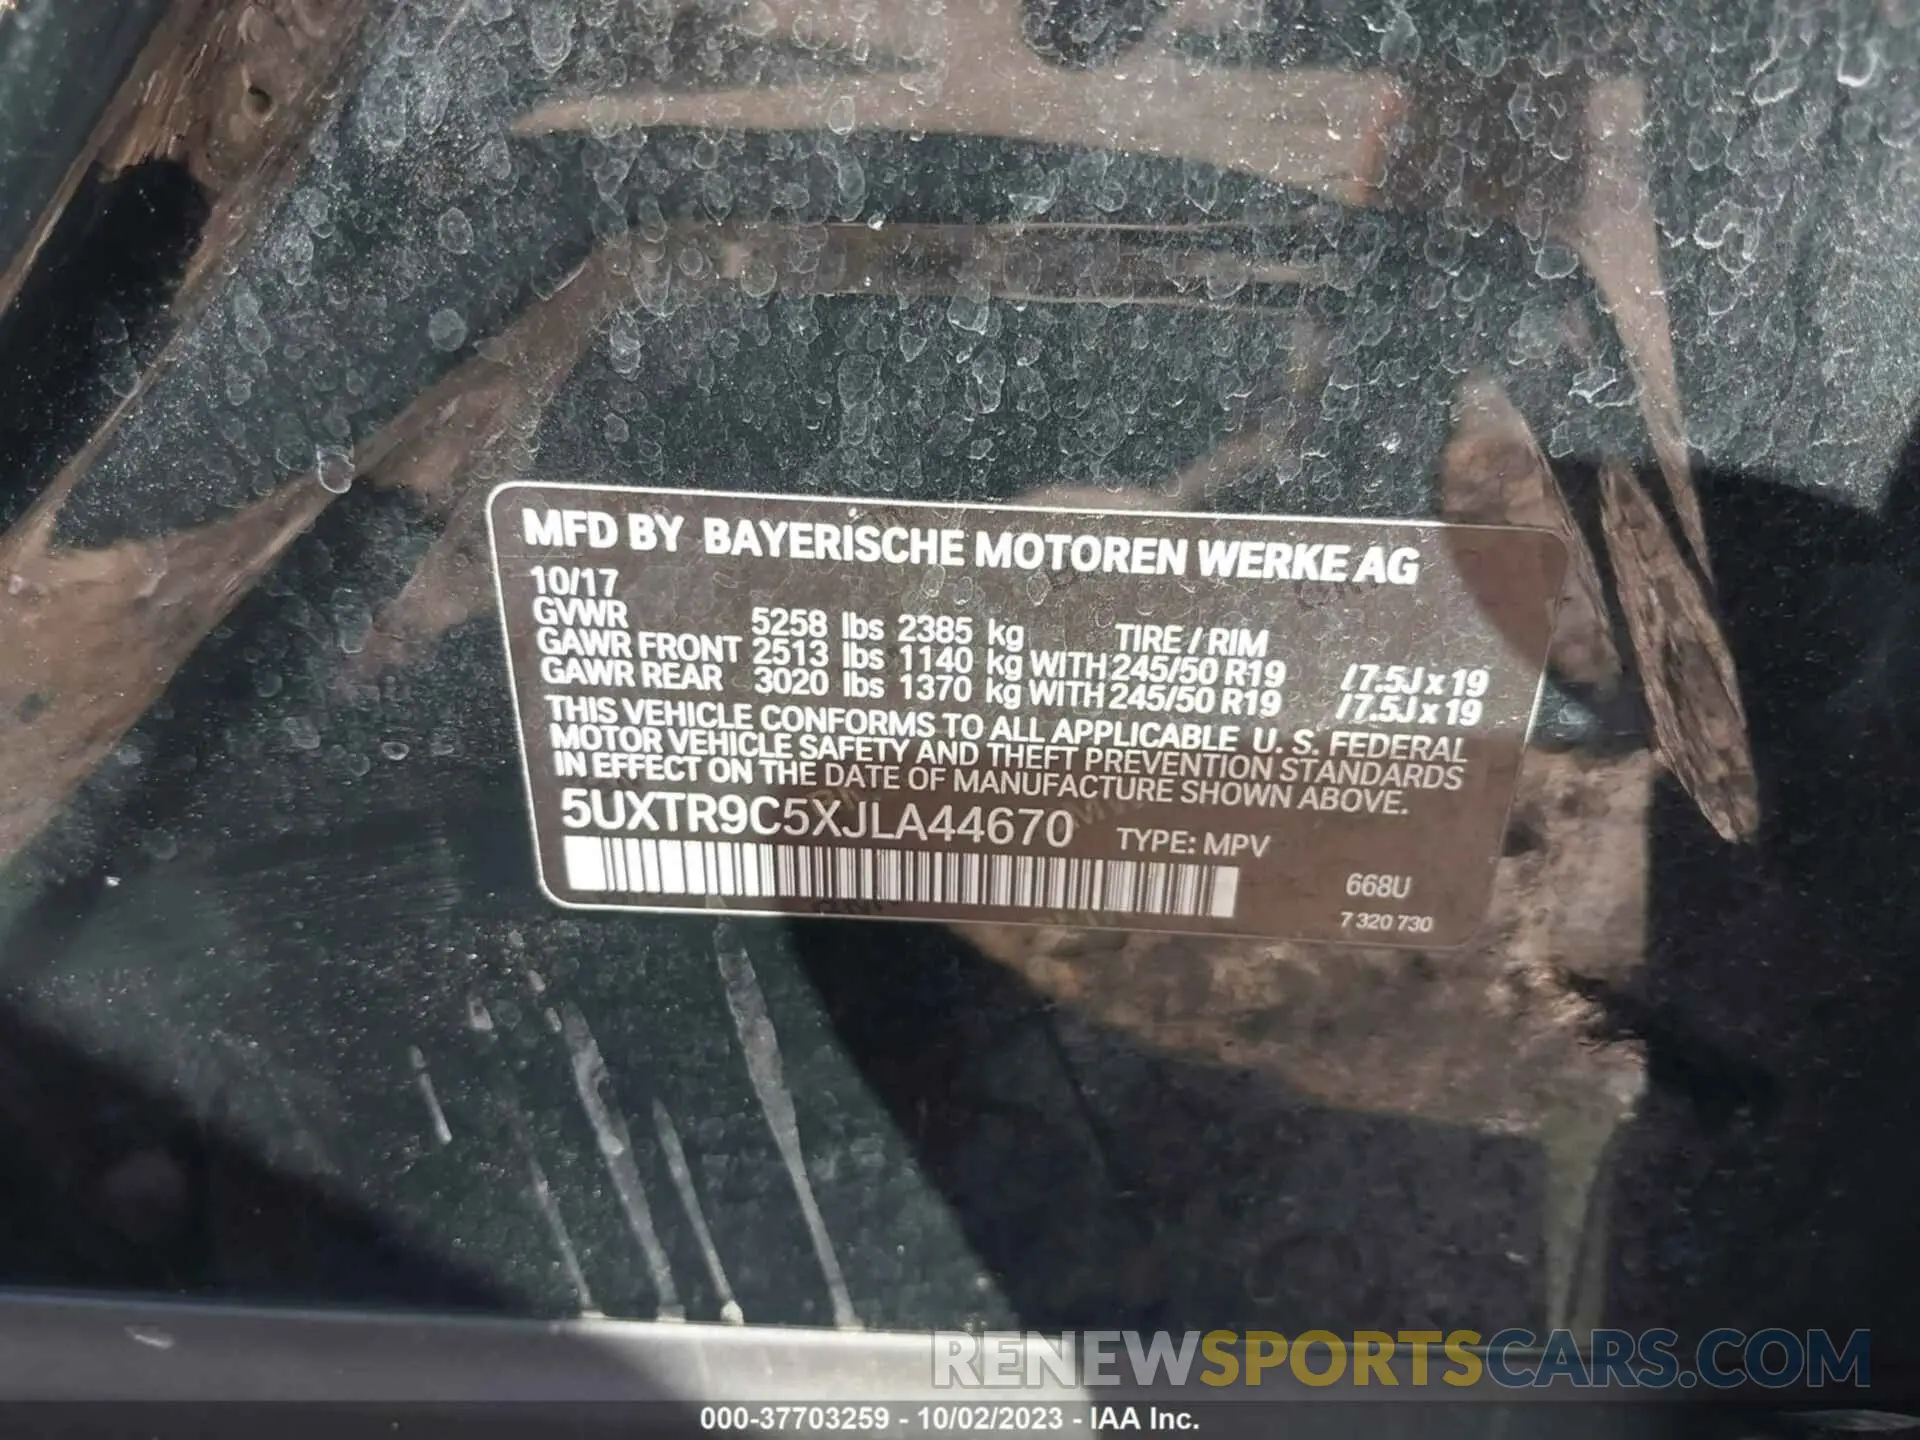 MFD BY BAYERISCHE MOTOREN WERKE AG
10/17
GVWR 5258 lbs 2385 kg TIRE / RIM
GAWR FRONT 2513 lbs 1140 kg WITH 245/50 R19 / 7.5J x 19
GAWR REAR 3020 lbs 1370 kg WITH 245/50 R19 / 7.5J x 19
THIS VEHICLE CONFORMS TO ALL APPLICABLE U. S. FEDERAL
MOTOR VEHICLE SAFETY AND THEFT PREVENTION STANDARDS
IN EFFECT ON THE DATE OF MANUFACTURE SHOWN ABOVE.
5UXTR9C5XJLA44670 TYPE: MPV
668U
7 320 730
RENEWSPORTSCARS.COM
000-37703259 - 10/02/2023 - IAA Inc.